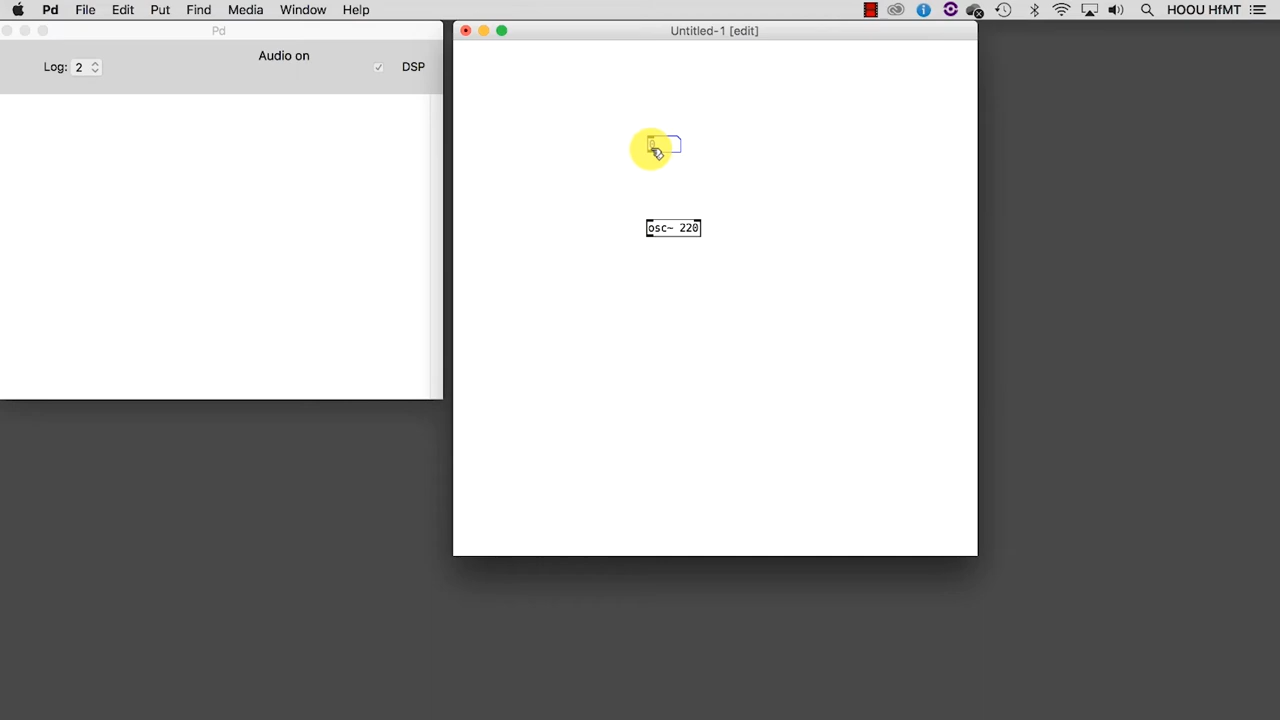 Pd File Edit Put Find Media Window Help HOOU HfMT
Pd
Audio on
Log: 2 DSP
Untitled-1 [edit]
0
osc~ 220